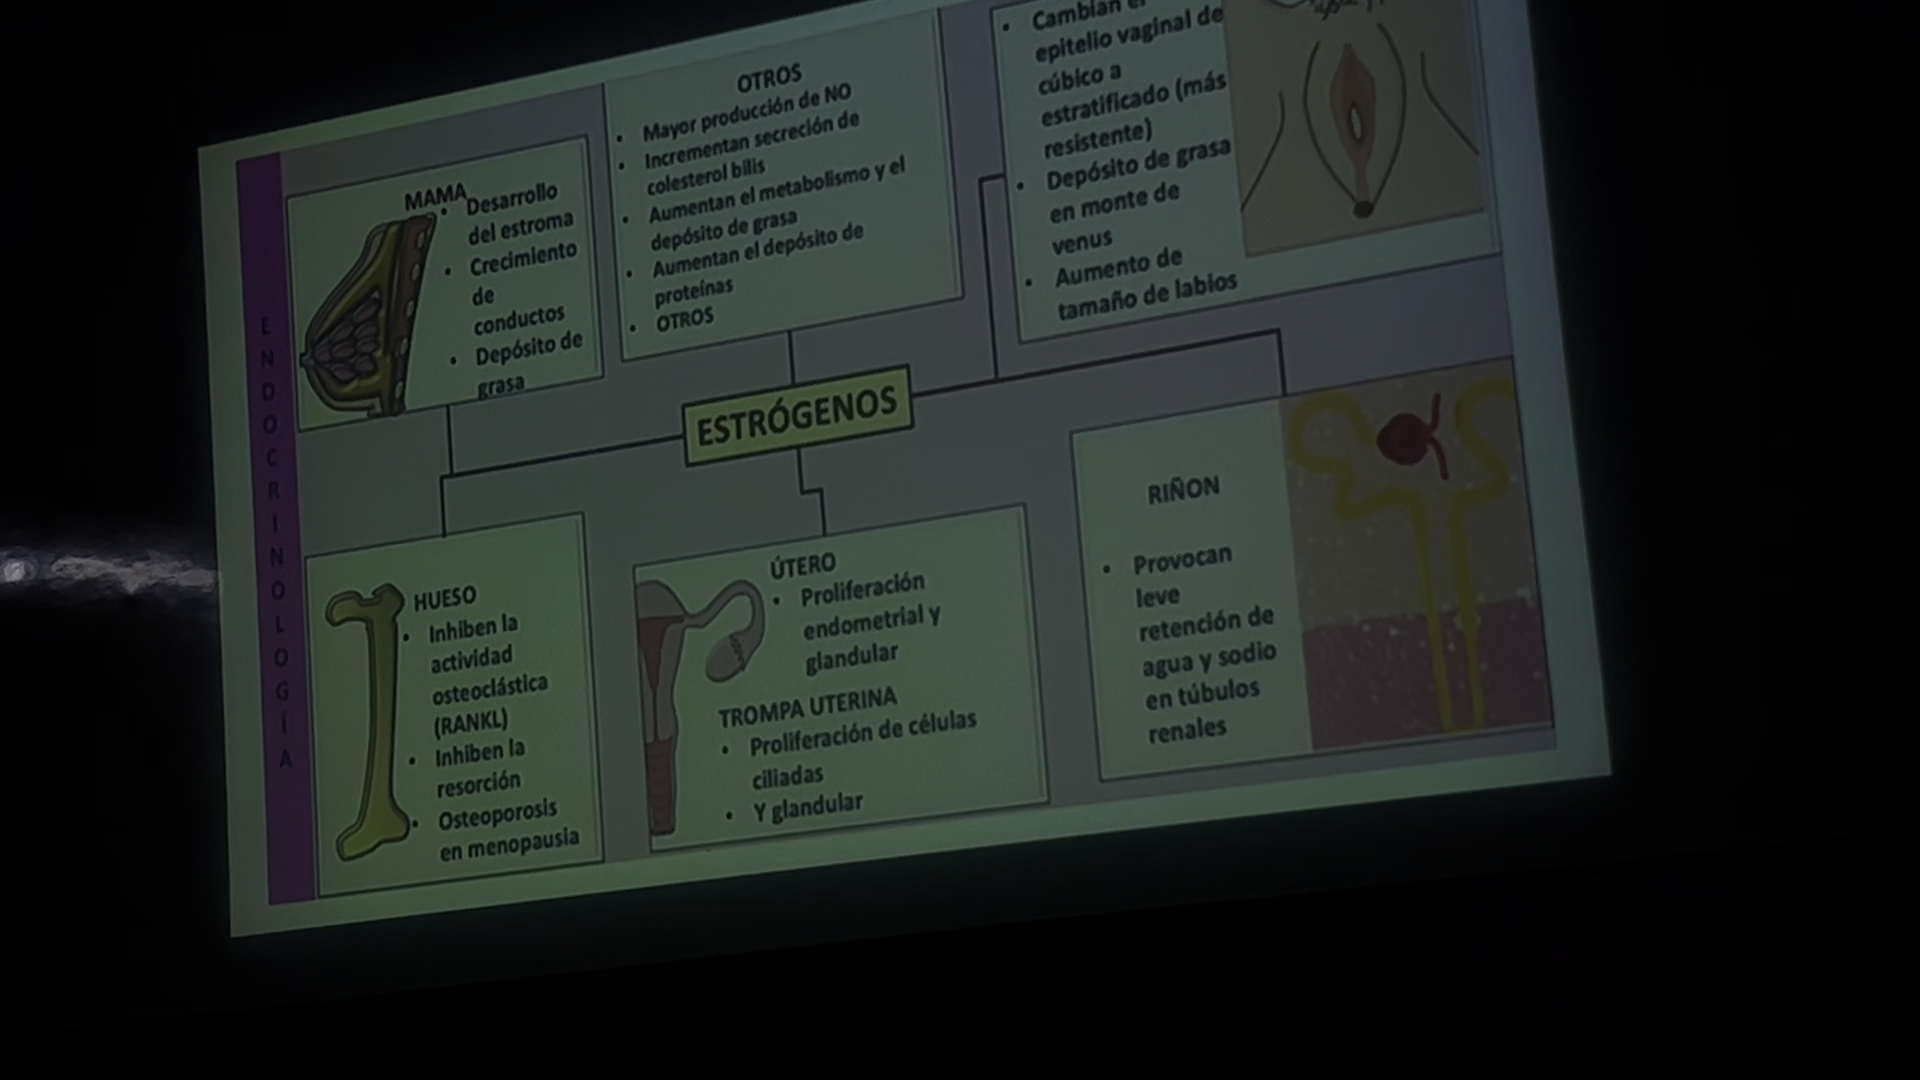 ENDOCRINOLOGÍA
MAMA
• Desarrollo
del estroma
• Crecimiento
de
conductos
• Depósito de
grasa
OTROS
• Mayor producción de NO
• Incrementan secreción de
colesterol bilis
• Aumentan el metabolismo y el
depósito de grasa
• Aumentan el depósito de
proteínas
• OTROS
• Cambian el
epitelio vaginal de
cúbico a
estratificado (más
resistente)
• Depósito de grasa
en monte de
venus
• Aumento de
tamaño de labios
ESTRÓGENOS
HUESO
• Inhiben la
actividad
osteoclástica
(RANKL)
• Inhiben la
resorción
• Osteoporosis
en menopausia
ÚTERO
• Proliferación
endometrial y
glandular
TROMPA UTERINA
• Proliferación de células
ciliadas
• Y glandular
RIÑON
• Provocan
leve
retención de
agua y sodio
en túbulos
renales